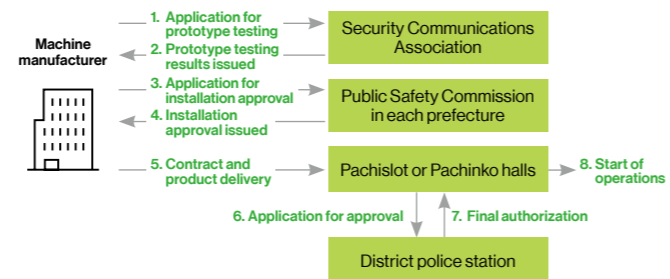 Machine
manufacturer
1. Application for
prototype testing
2. Prototype testing
results issued
Security Communications
Association
3. Application for
installation approval
4. Installation
approval issued
Public Safety Commission
in each prefecture
5. Contract and
product delivery
Pachislot or Pachinko halls
8. Start of
operations
6. Application for approval
7. Final authorization
District police station